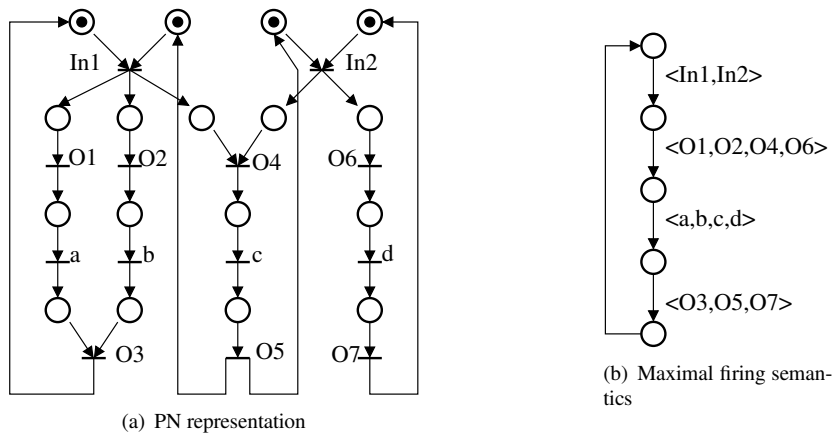 In1
In2
<In1,In2>
O1
O2
O4
O6
<O1,O2,O4,O6>
a
b
c
d
<a,b,c,d>
O3
O5
O7
<O3,O5,O7>
(a) PN representation
(b) Maximal firing seman-
tics